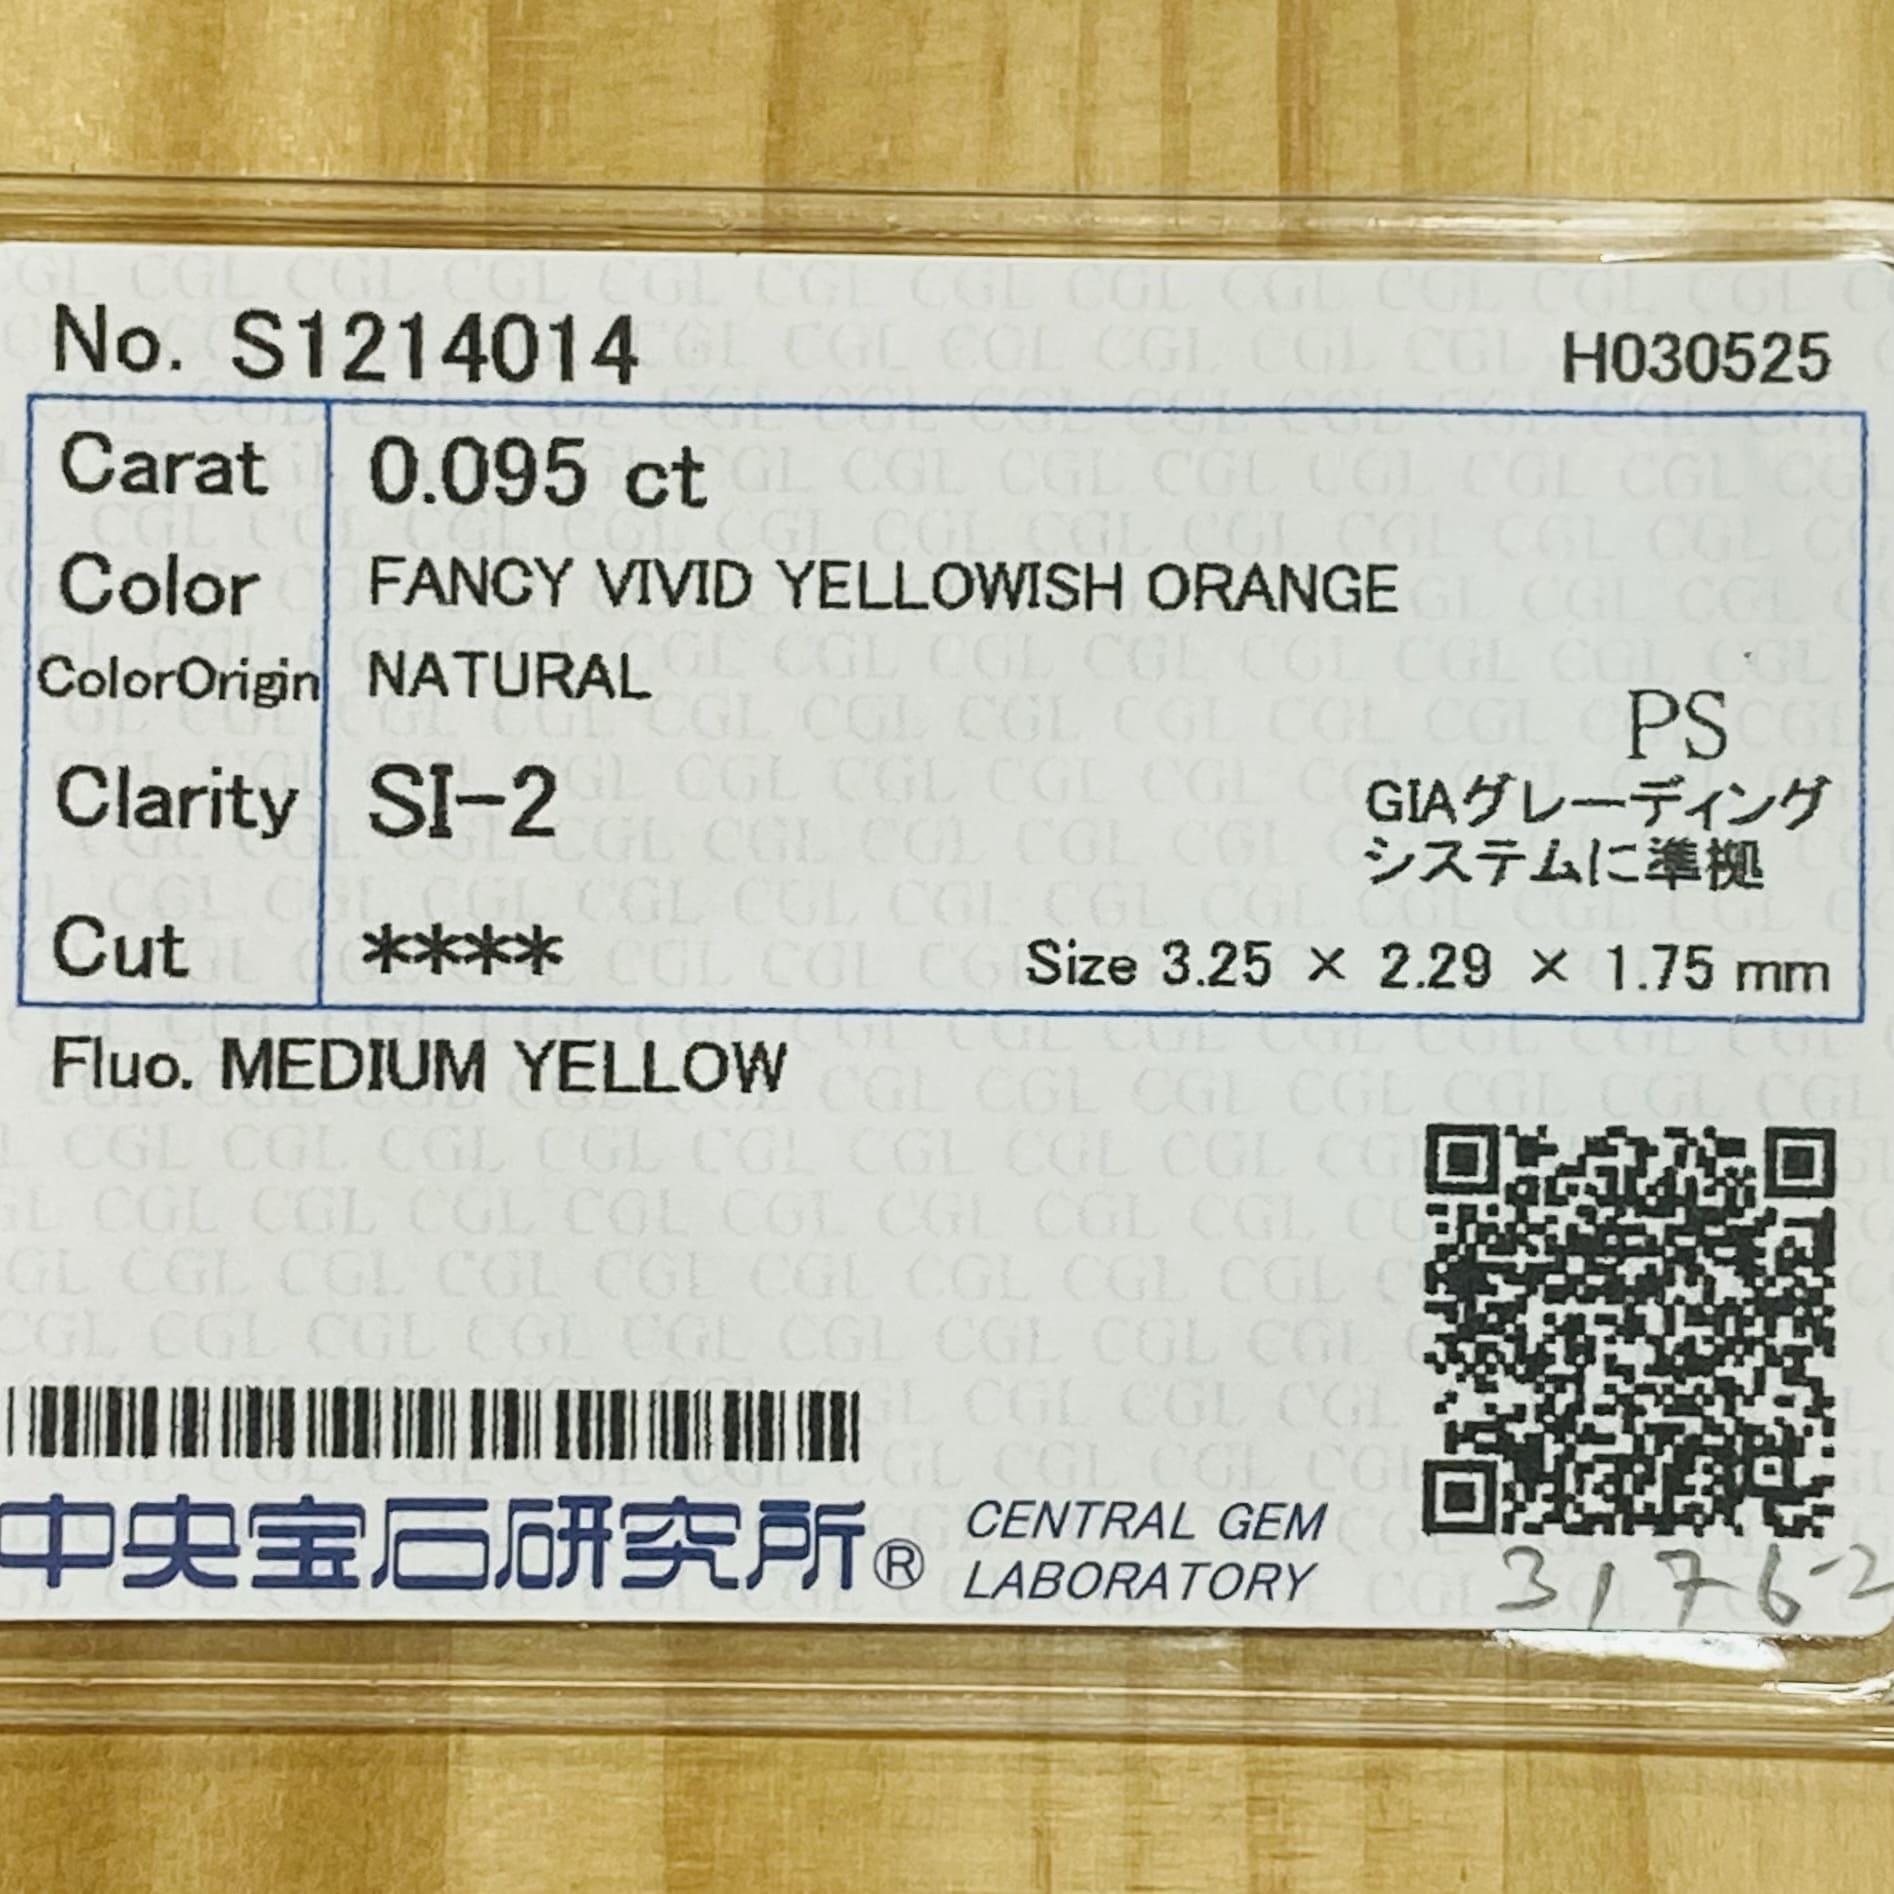 No. S1214014 H030525
Carat 0.095 ct
Color FANCY VIVID YELLOWISH ORANGE
ColorOrigin NATURAL
PS
Clarity SI-2
GIAグレーディング
システムに準拠
Cut ****
Size 3.25 × 2.29 × 1.75 mm
Fluo. MEDIUM YELLOW
中央宝石研究所®
CENTRAL GEM
LABORATORY
3176-2